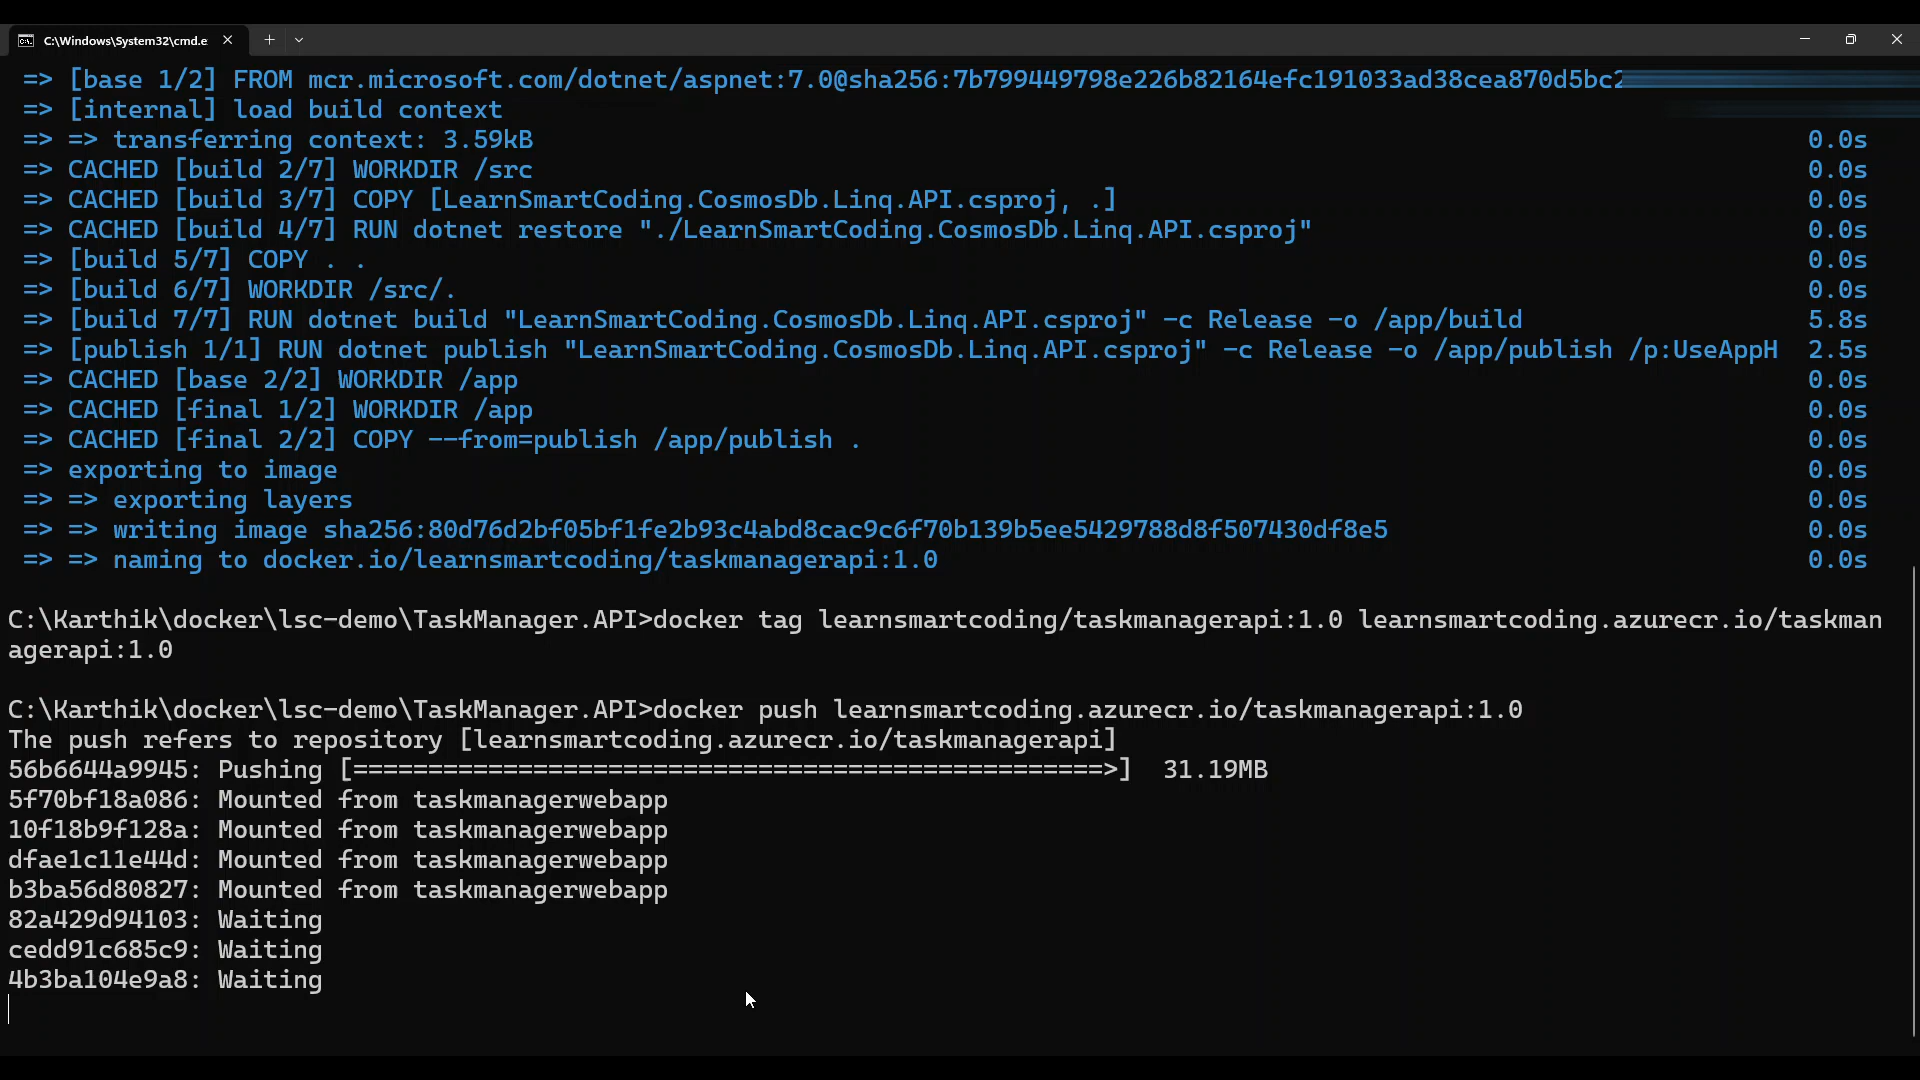 C:\Windows\System32\cmd.e
=> [base 1/2] FROM mcr.microsoft.com/dotnet/aspnet:7.0@sha256:7b799449798e226b82164efc191033ad38cea870d5bc2
=> [internal] load build context
=> => transferring context: 3.59kB 0.0s
=> CACHED [build 2/7] WORKDIR /src 0.0s
=> CACHED [build 3/7] COPY [LearnSmartCoding.CosmosDb.Linq.API.csproj, .] 0.0s
=> CACHED [build 4/7] RUN dotnet restore "./LearnSmartCoding.CosmosDb.Linq.API.csproj" 0.0s
=> [build 5/7] COPY . . 0.0s
=> [build 6/7] WORKDIR /src/. 0.0s
=> [build 7/7] RUN dotnet build "LearnSmartCoding.CosmosDb.Linq.API.csproj" -c Release -o /app/build 5.8s
=> [publish 1/1] RUN dotnet publish "LearnSmartCoding.CosmosDb.Linq.API.csproj" -c Release -o /app/publish /p:UseAppH 2.5s
=> CACHED [base 2/2] WORKDIR /app 0.0s
=> CACHED [final 1/2] WORKDIR /app 0.0s
=> CACHED [final 2/2] COPY --from=publish /app/publish . 0.0s
=> exporting to image 0.0s
=> => exporting layers 0.0s
=> => writing image sha256:80d76d2bf05bf1fe2b93c4abd8cac9c6f70b139b5ee5429788d8f507430df8e5 0.0s
=> => naming to docker.io/learnsmartcoding/taskmanagerapi:1.0 0.0s
C:\Karthik\docker\lsc-demo\TaskManager.API>docker tag learnsmartcoding/taskmanagerapi:1.0 learnsmartcoding.azurecr.io/taskman
agerapi:1.0
C:\Karthik\docker\lsc-demo\TaskManager.API>docker push learnsmartcoding.azurecr.io/taskmanagerapi:1.0
The push refers to repository [learnsmartcoding.azurecr.io/taskmanagerapi]
56b6644a9945: Pushing [==================================================>] 31.19MB
5f70bf18a086: Mounted from taskmanagerwebapp
10f18b9f128a: Mounted from taskmanagerwebapp
dfae1c11e44d: Mounted from taskmanagerwebapp
b3ba56d80827: Mounted from taskmanagerwebapp
82a429d94103: Waiting
cedd91c685c9: Waiting
4b3ba104e9a8: Waiting